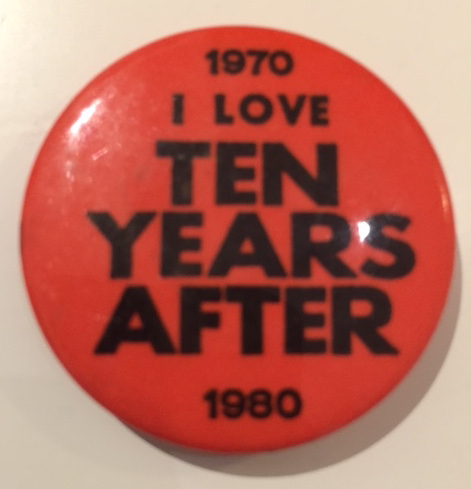 1970
I LOVE
TEN
YEARS
AFTER
1980